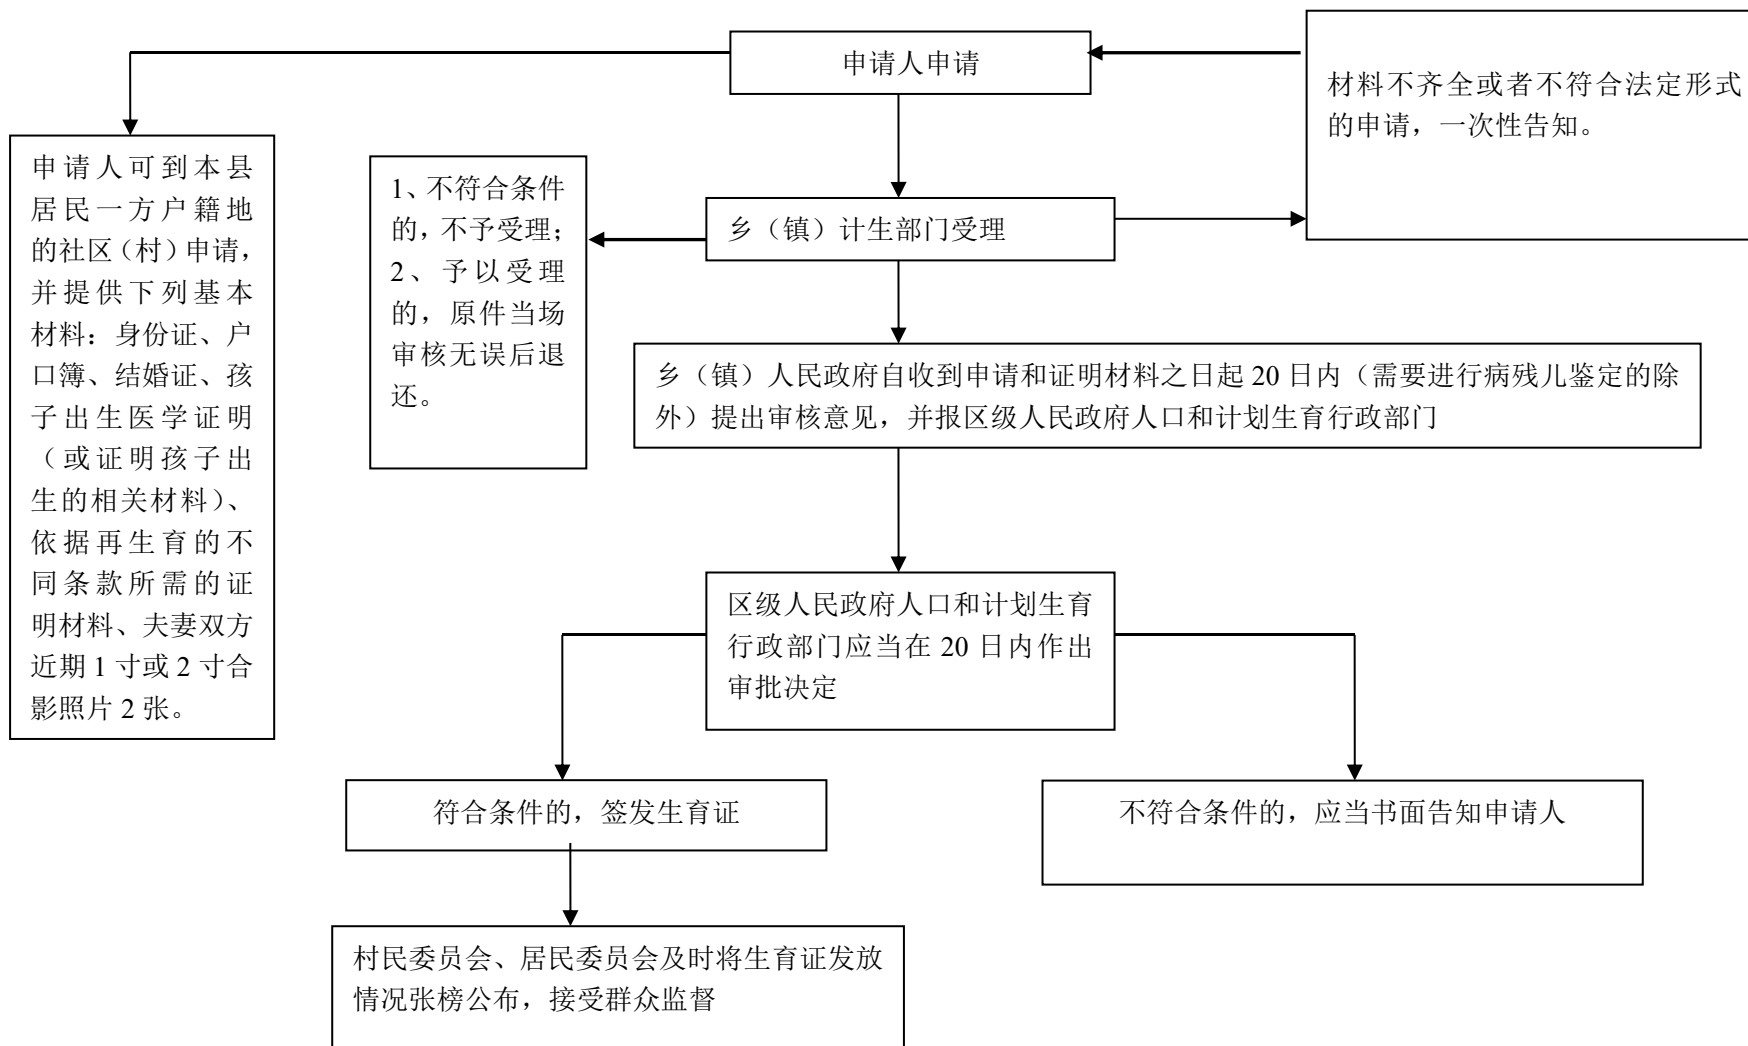 申请人申请
材料不齐全或者不符合法定形式
的申请，一次性告知。
申请人可到本县
居民一方户籍地
的社区（村）申请，
并提供下列基本
材料：身份证、户
口簿、结婚证、孩
子出生医学证明
（或证明孩子出
生的相关材料）、
依据再生育的不
同条款所需的证
明材料、夫妻双方
近期 1 寸或 2 寸合
影照片 2 张。
1、不符合条件
的，不予受理；
2、予以受理
的，原件当场
审核无误后退
还。
乡（镇）计生部门受理
乡（镇）人民政府自收到申请和证明材料之日起 20 日内（需要进行病残儿鉴定的除
外）提出审核意见，并报区级人民政府人口和计划生育行政部门
区级人民政府人口和计划生育
行政部门应当在 20 日内作出
审批决定
符合条件的，签发生育证
不符合条件的，应当书面告知申请人
村民委员会、居民委员会及时将生育证发放
情况张榜公布，接受群众监督